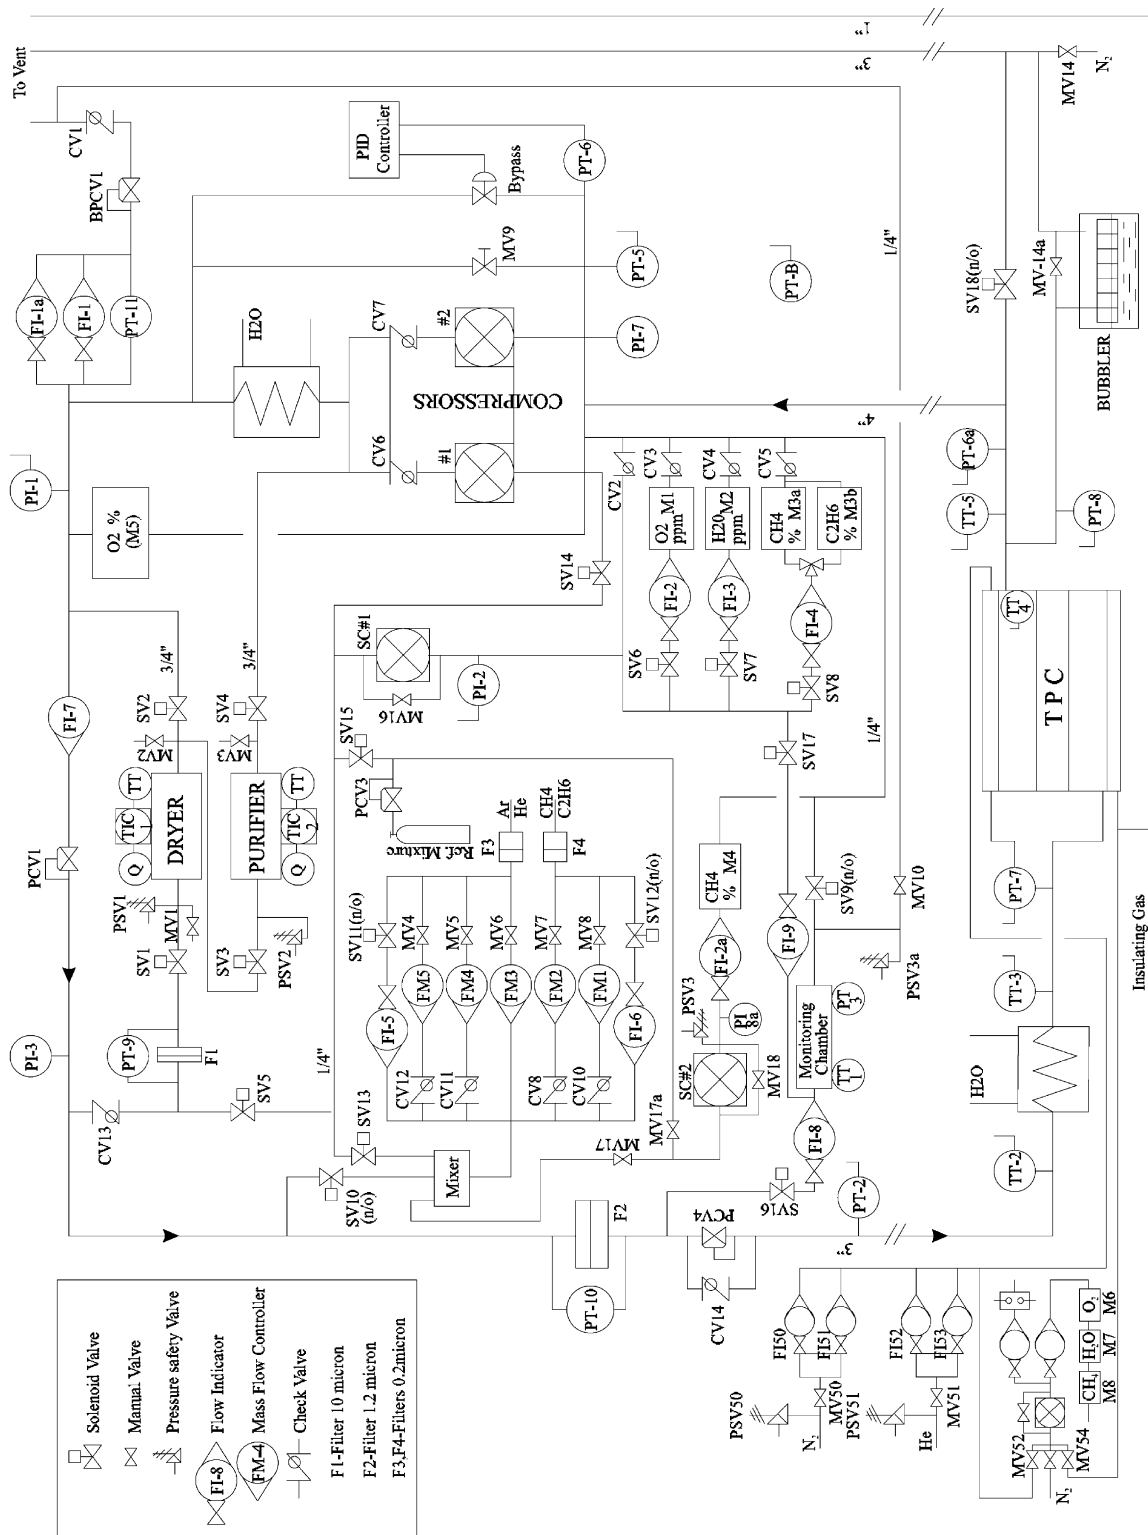 To Vent
1"
3"
MV14
N2
CV1
BPCV1
FI-1a
FI-1
PT-11
PID
Controller
Bypass
PT-6
MV9
PT-5
H2O
CV7
#2
PI-7
COMPRESSORS
CV6
#1
PT-B
1/4"
4"
SV18(n/o)
MV-14a
BUBBLER
PI-1
O2 %
(M5)
SV14
CV2
CV3
CV4
CV5
O2 M1
ppm
H20 M2
ppm
CH4
% M3a
C2H6
% M3b
PT-6a
TT-5
PT-8
FI-2
FI-3
FI-4
SV6
SV7
SV8
SC#1
MV16
PI-2
3/4"
3/4"
FI-7
SV2
SV4
MV2
MV3
TT
TIC
1
Q
DRYER
TT
TIC
2
Q
PURIFIER
PCV1
PSV1
MV1
SV1
SV3
PSV2
SV15
PCV3
Ref. Mixture
SV17
1/4"
TT
4
T P C
Ar
He
F3
CH4
C2H6
F4
SV11(n/o)
MV4
MV5
MV6
MV7
MV8
SV12(n/o)
FI-5
FM5
FM4
FM3
FM2
FM1
FI-6
CV12
CV11
CV8
CV10
CH4
% M4
FI-2a
PSV3
PI
8a
SC#2
MV18
FI-9
SV9(n/o)
MV10
PSV3a
Monitoring
Chamber
PT
3
TT
1
FI-8
PT-7
TT-3
H2O
TT-2
Insulating Gas
PI-3
PT-9
F1
CV13
SV5
1/4"
SV13
SV10
(n/o)
Mixer
MV17
MV17a
SV16
PT-2
F2
PT-10
PCV4
CV14
3"
Solenoid Valve
Manual Valve
Pressure safety Valve
FI-8 Flow Indicator
FM-4 Mass Flow Controller
Check Valve
F1-Filter 10 micron
F2-Filter 1.2 micron
F3,F4-Filters 0.2micron
FI50
FI51
FI52
FI53
PSV50
MV50
N2
PSV51
MV51
He
MV52
MV54
N2
CH4
M8
H2O
M7
O2
M6